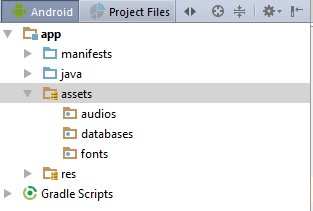 Android Project Files
app
manifests
java
assets
audios
databases
fonts
res
Gradle Scripts